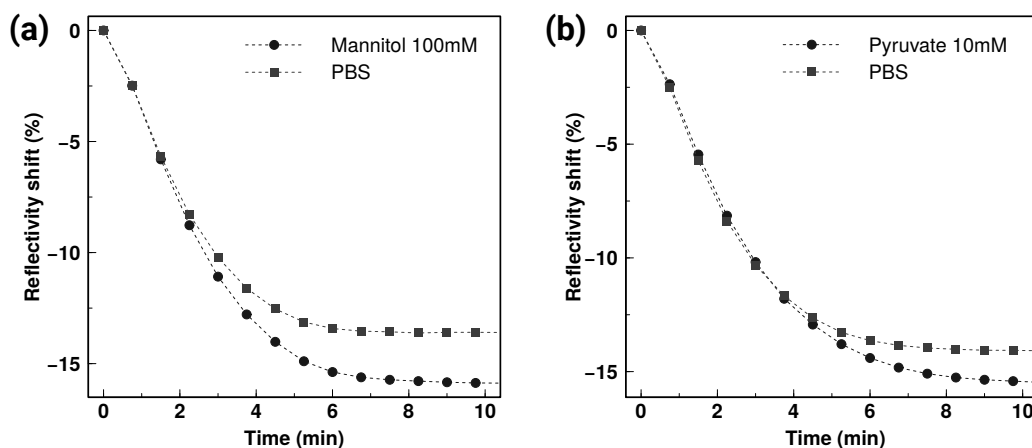 (a)
Reflectivity shift (%)
0
−5
−10
−15
Mannitol 100mM
PBS
0 2 4 6 8 10
Time (min)
(b)
Reflectivity shift (%)
0
−5
−10
−15
Pyruvate 10mM
PBS
0 2 4 6 8 10
Time (min)